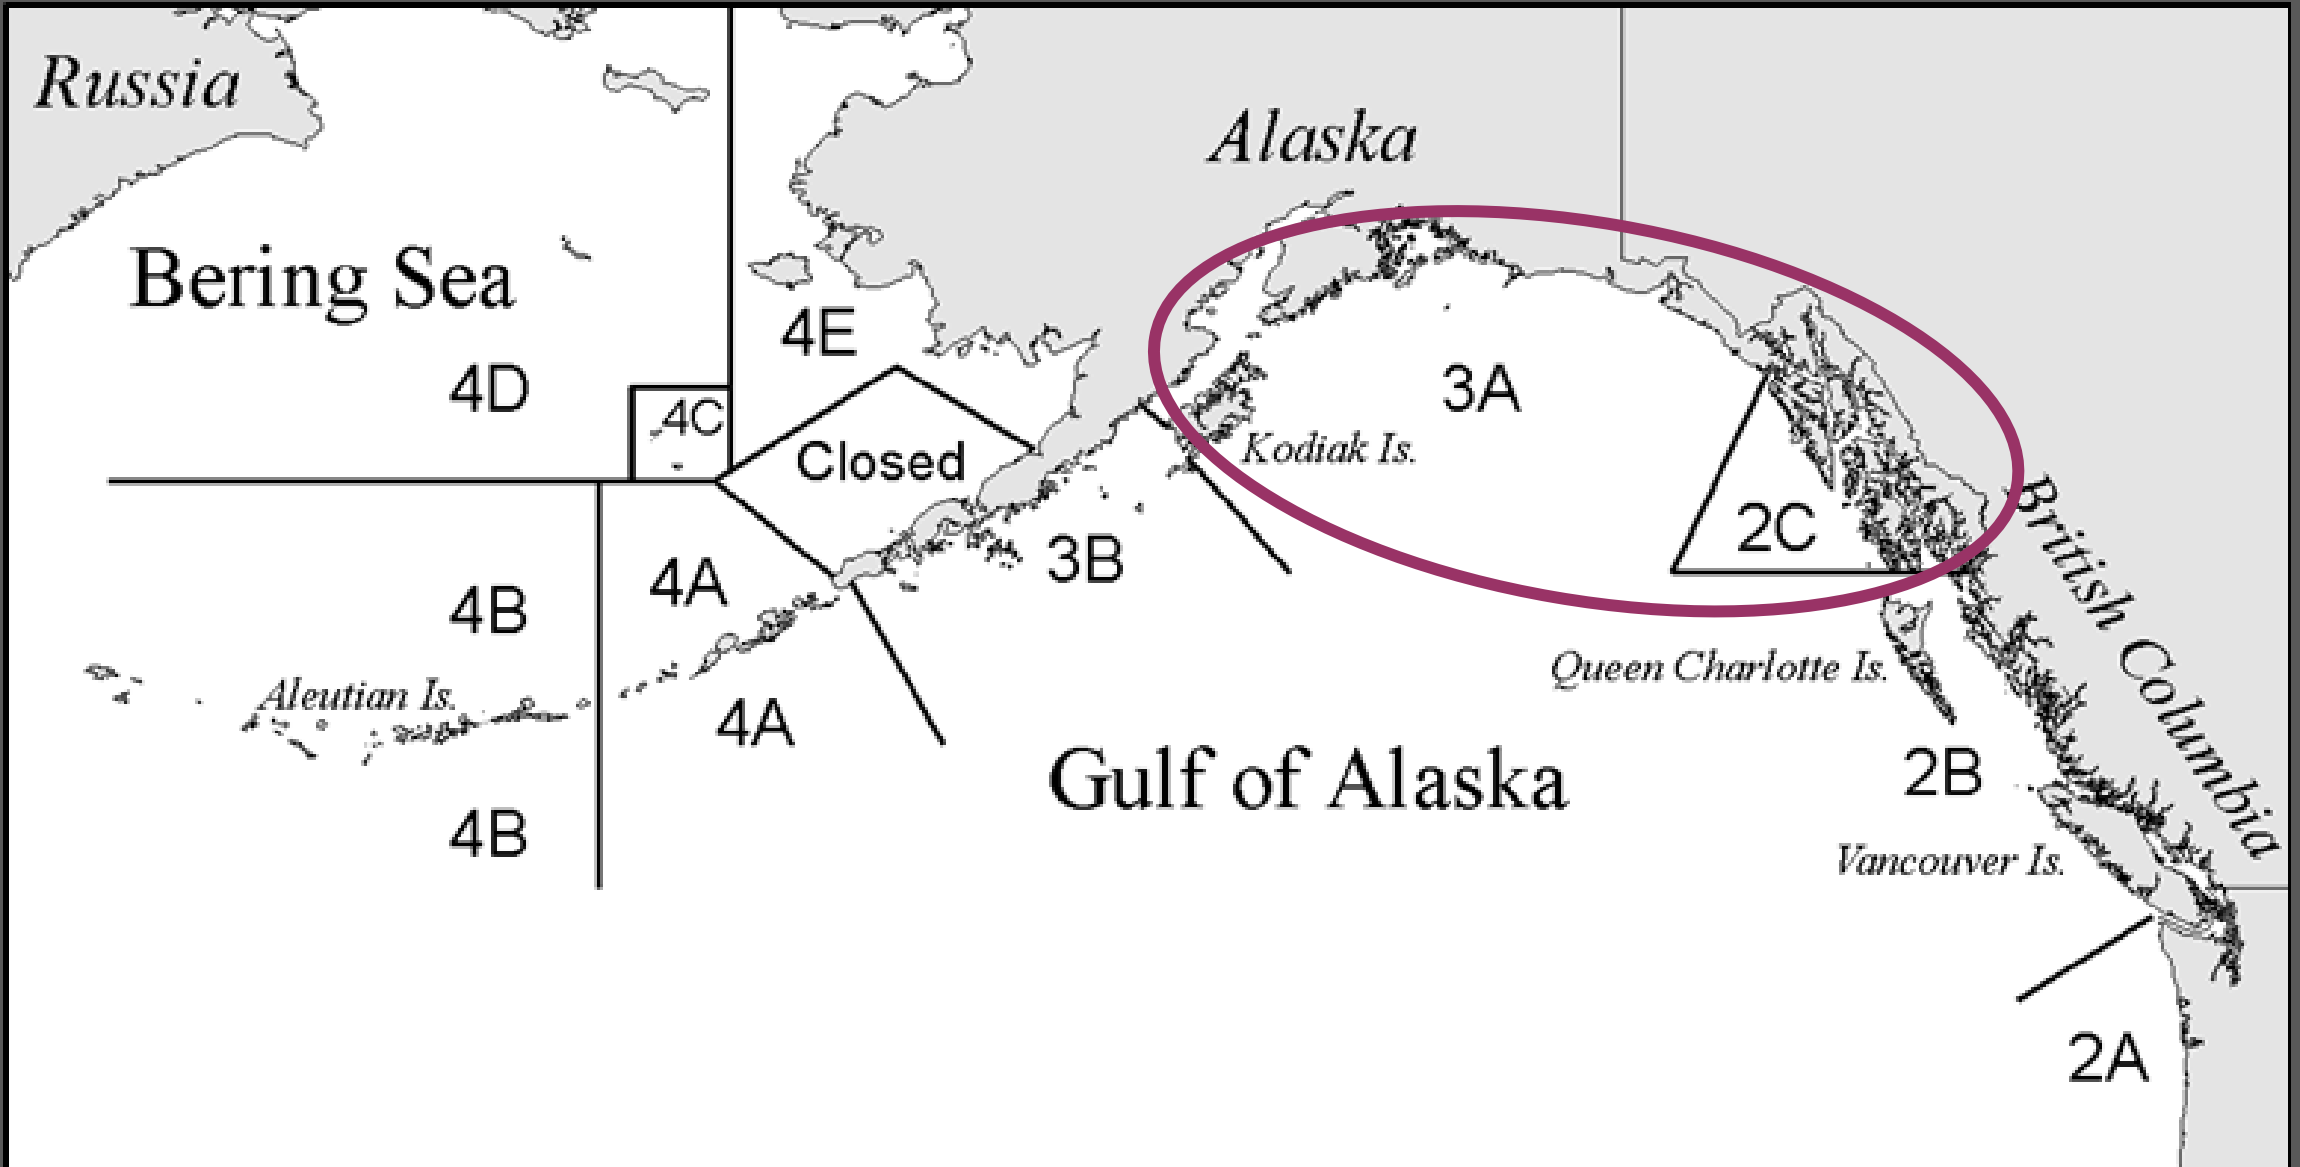 Russia
Alaska
Bering Sea
4E
4D
3A
4C
Closed
Kodiak Is.
2C
British Columbia
3B
4A
4B
Queen Charlotte Is.
Aleutian Is.
4A
Gulf of Alaska
2B
4B
Vancouver Is.
2A